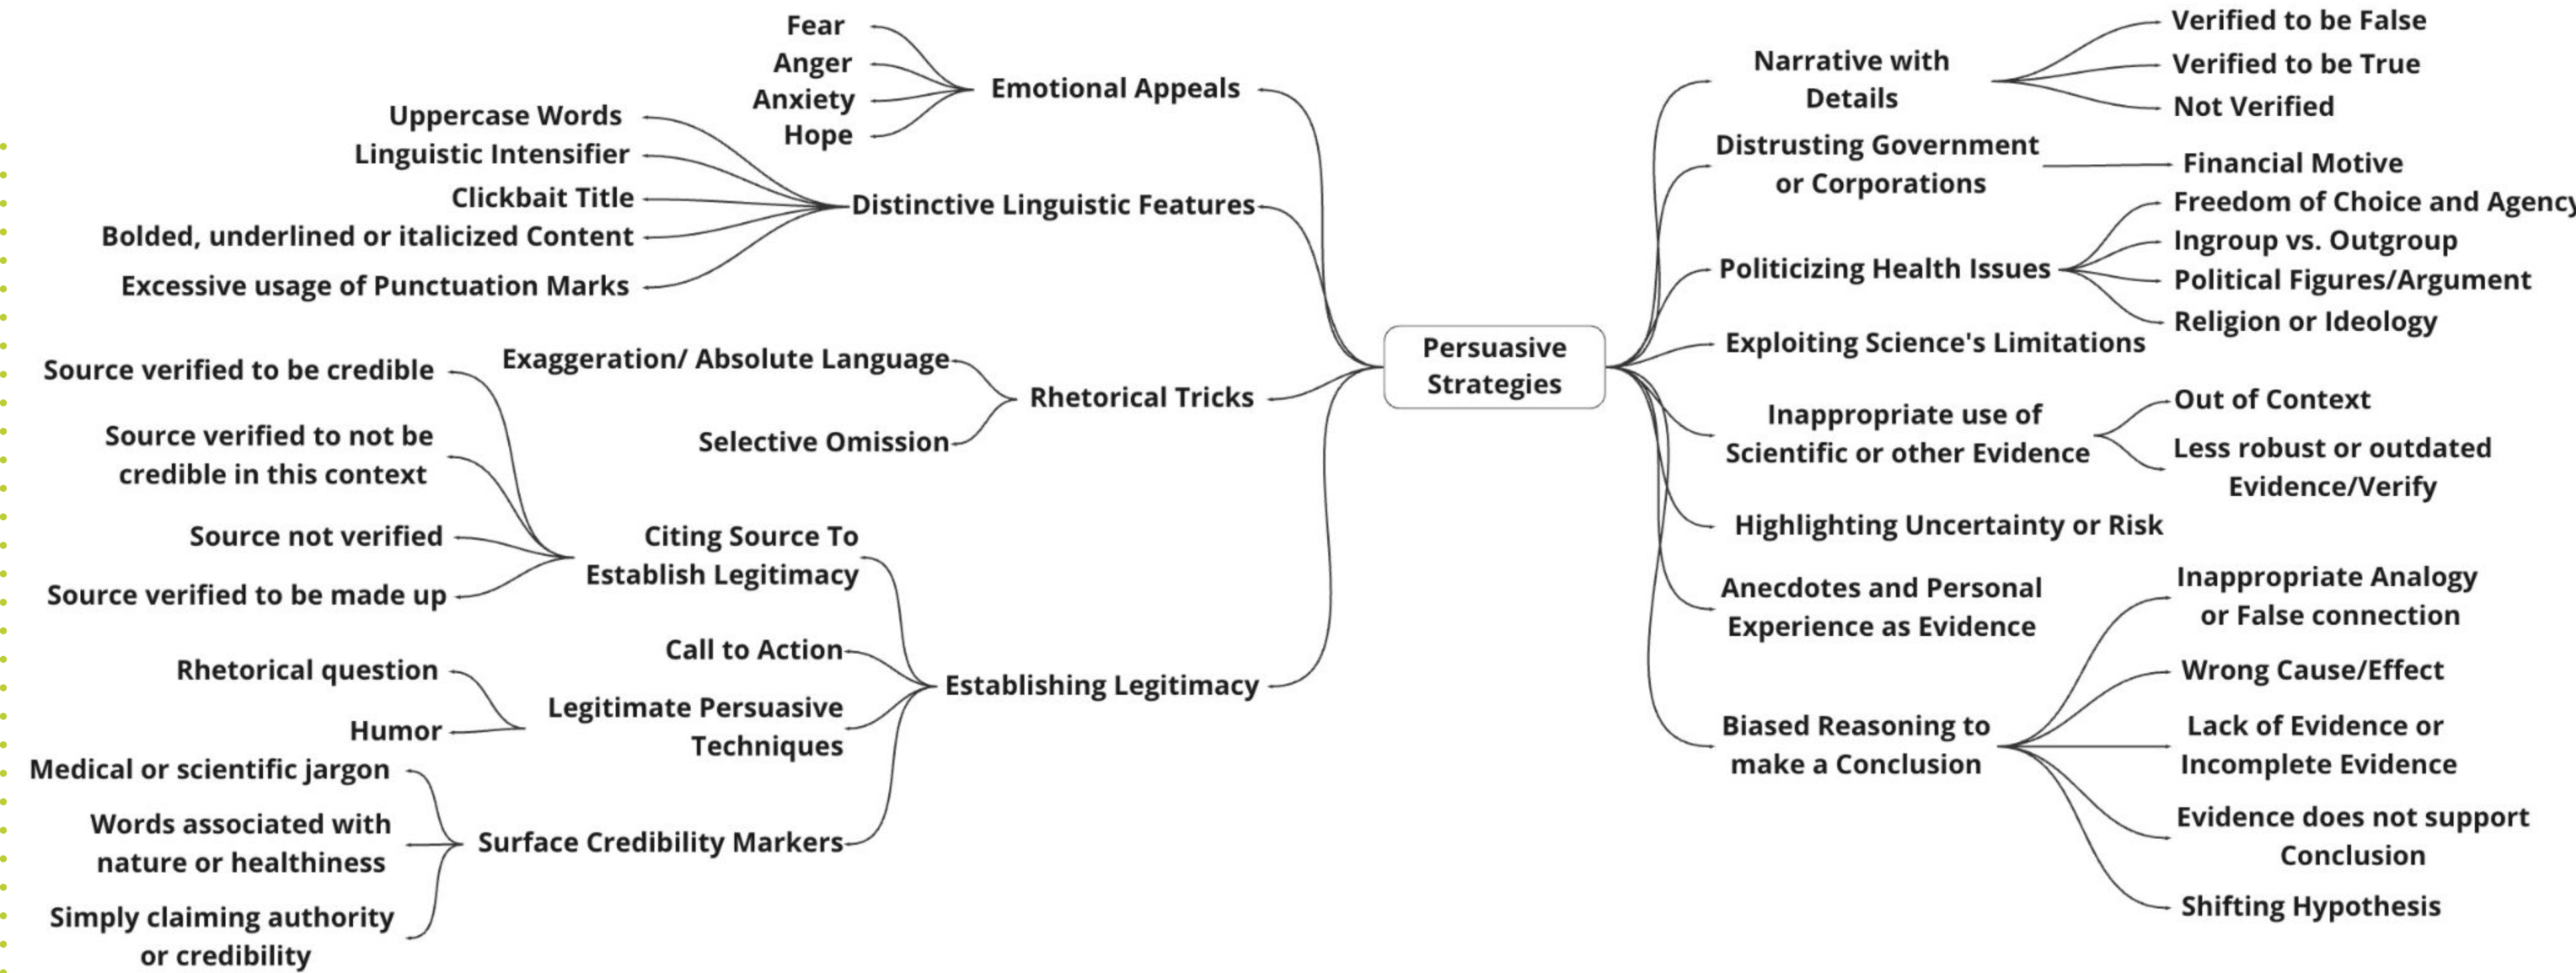 Persuasive
Strategies
Emotional Appeals
Fear
Anger
Anxiety
Hope
Distinctive Linguistic Features
Uppercase Words
Linguistic Intensifier
Clickbait Title
Bolded, underlined or italicized Content
Excessive usage of Punctuation Marks
Rhetorical Tricks
Exaggeration/ Absolute Language
Selective Omission
Establishing Legitimacy
Citing Source To
Establish Legitimacy
Source verified to be credible
Source verified to not be
credible in this context
Source not verified
Source verified to be made up
Call to Action
Legitimate Persuasive
Techniques
Rhetorical question
Humor
Surface Credibility Markers
Medical or scientific jargon
Words associated with
nature or healthiness
Simply claiming authority
or credibility
Narrative with
Details
Verified to be False
Verified to be True
Not Verified
Distrusting Government
or Corporations
Financial Motive
Politicizing Health Issues
Freedom of Choice and Agency
Ingroup vs. Outgroup
Political Figures/Argument
Religion or Ideology
Exploiting Science's Limitations
Inappropriate use of
Scientific or other Evidence
Out of Context
Less robust or outdated
Evidence/Verify
Highlighting Uncertainty or Risk
Anecdotes and Personal
Experience as Evidence
Biased Reasoning to
make a Conclusion
Inappropriate Analogy
or False connection
Wrong Cause/Effect
Lack of Evidence or
Incomplete Evidence
Evidence does not support
Conclusion
Shifting Hypothesis